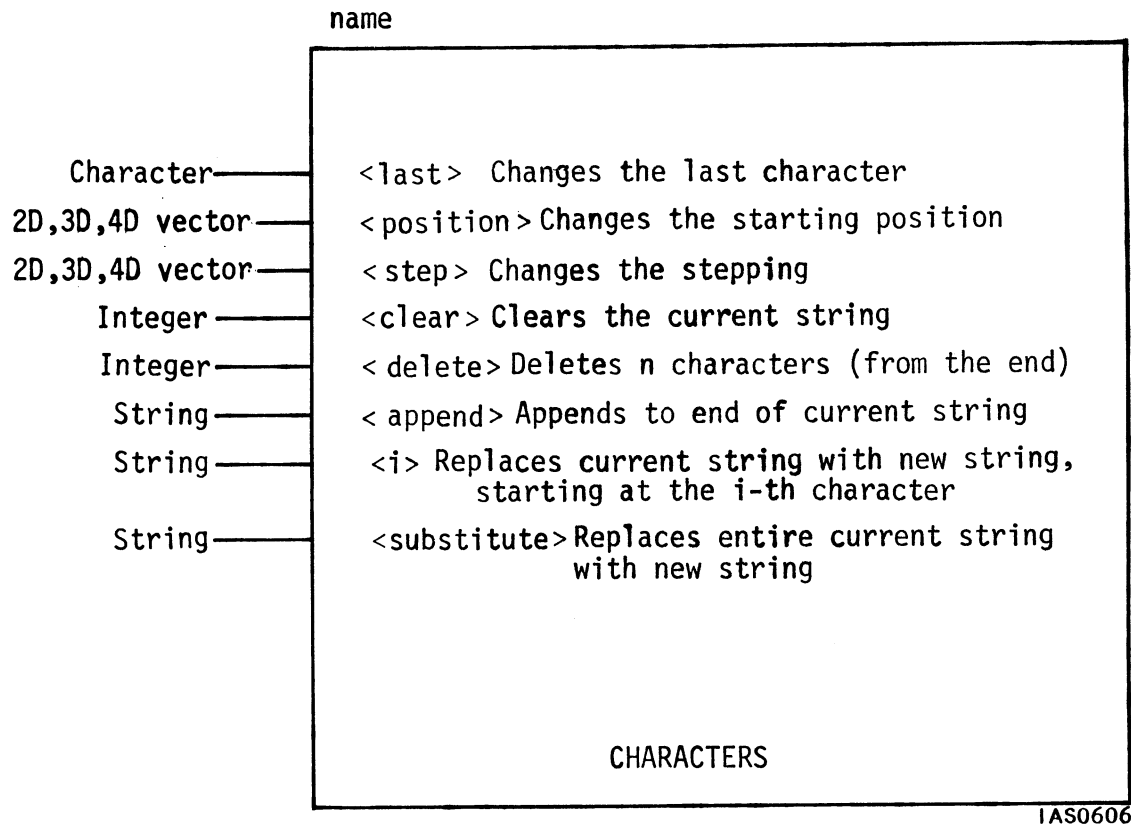 name
Character <last> Changes the last character
2D,3D,4D vector <position> Changes the starting position
2D,3D,4D vector <step> Changes the stepping
Integer <clear> Clears the current string
Integer <delete> Deletes n characters (from the end)
String <append> Appends to end of current string
String <i> Replaces current string with new string,
starting at the i-th character
String <substitute> Replaces entire current string
with new string
CHARACTERS
IAS0606